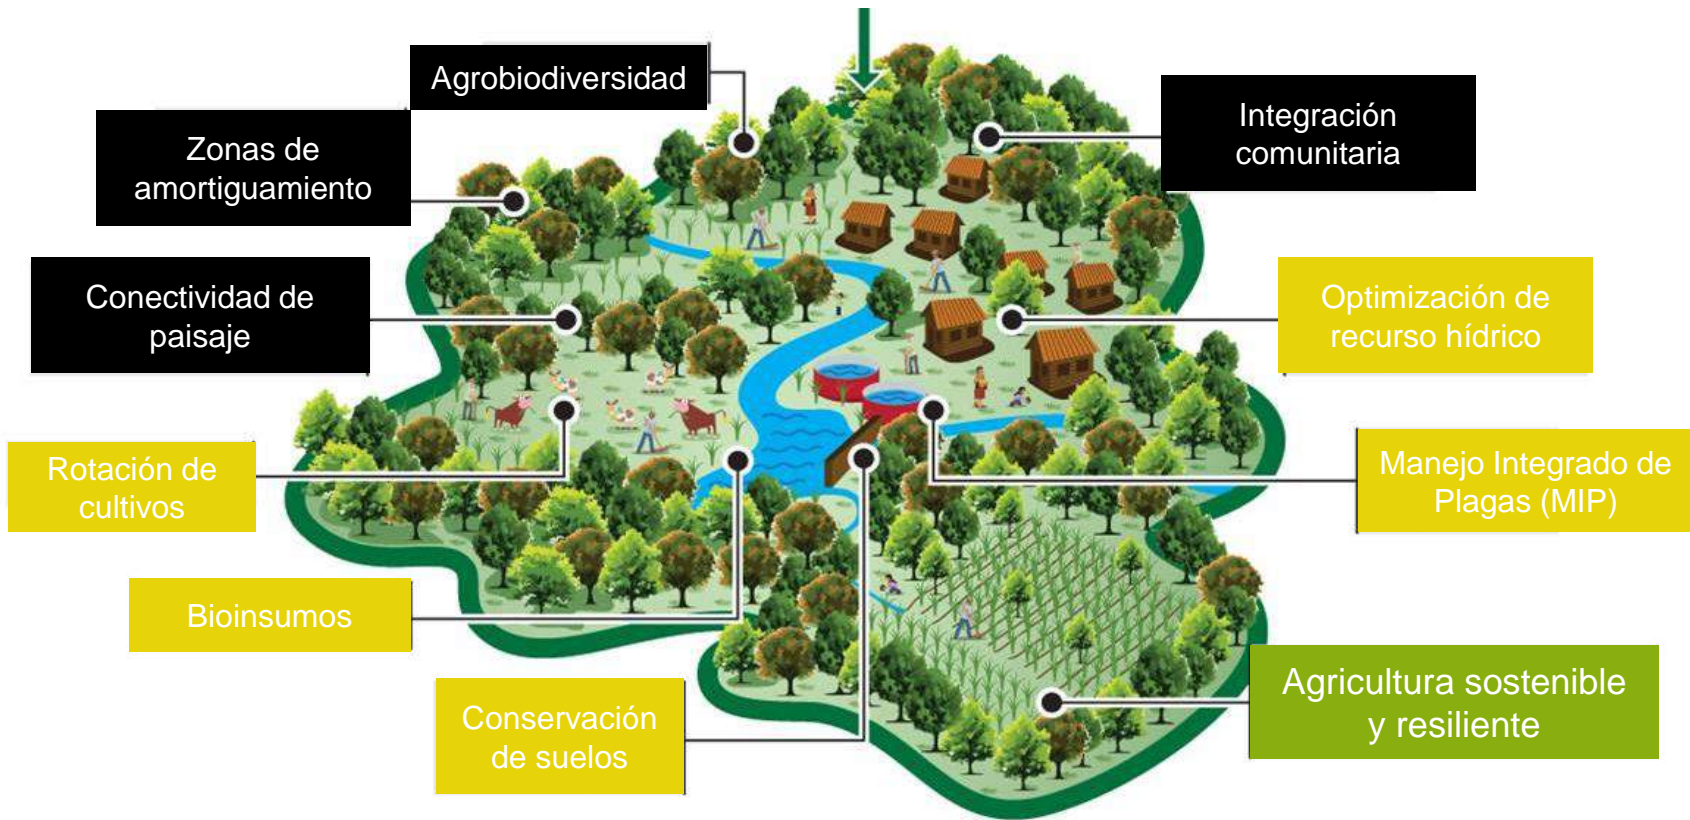 Agrobiodiversidad
Zonas de
amortiguamiento
Integración
comunitaria
Conectividad de
paisaje
Optimización de
recurso hídrico
Rotación de
cultivos
Manejo Integrado de
Plagas (MIP)
Bioinsumos
Conservación
de suelos
Agricultura sostenible
y resiliente